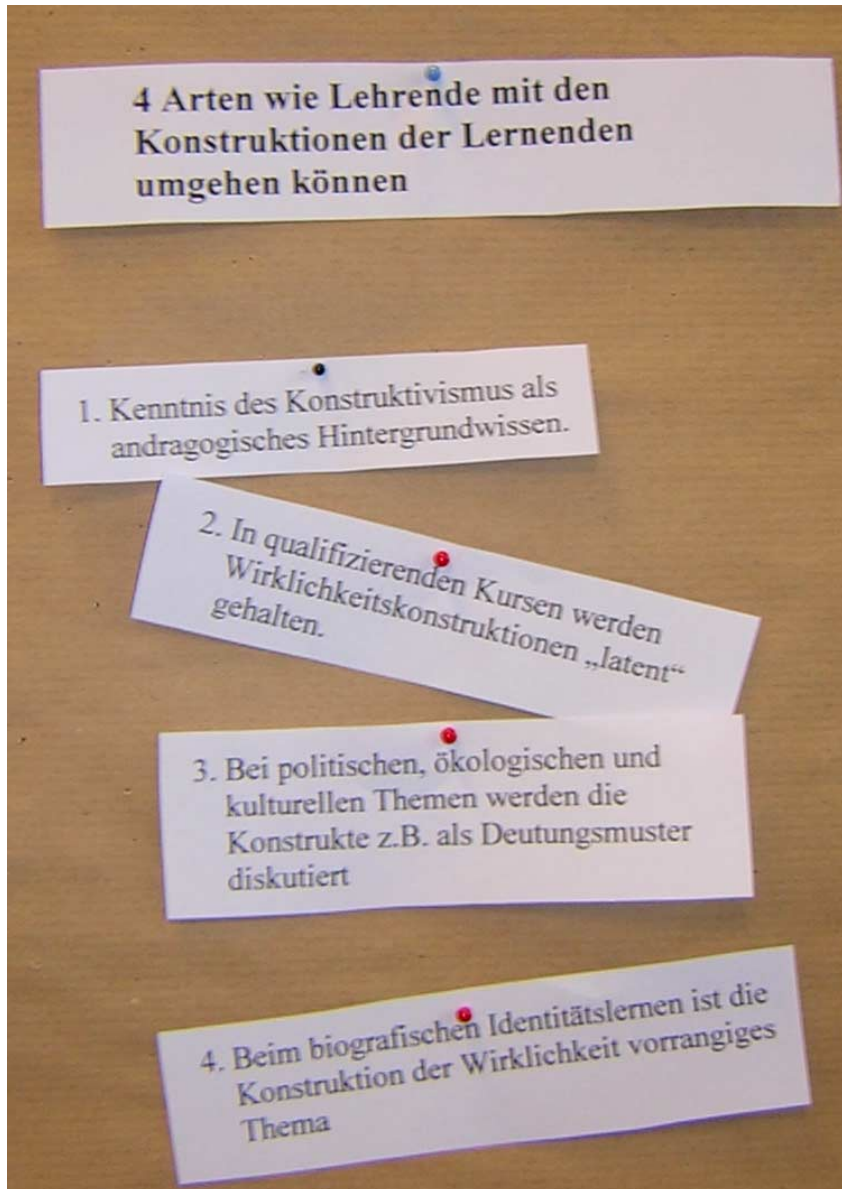 4 Arten wie Lehrende mit den
Konstruktionen der Lernenden
umgehen können
1. Kenntnis des Konstruktivismus als
andragogisches Hintergrundwissen.
2. In qualifizierenden Kursen werden
Wirklichkeitskonstruktionen „latent“
gehalten.
3. Bei politischen, ökologischen und
kulturellen Themen werden die
Konstrukte z.B. als Deutungsmuster
diskutiert
4. Beim biografischen Identitätslernen ist die
Konstruktion der Wirklichkeit vorrangiges
Thema